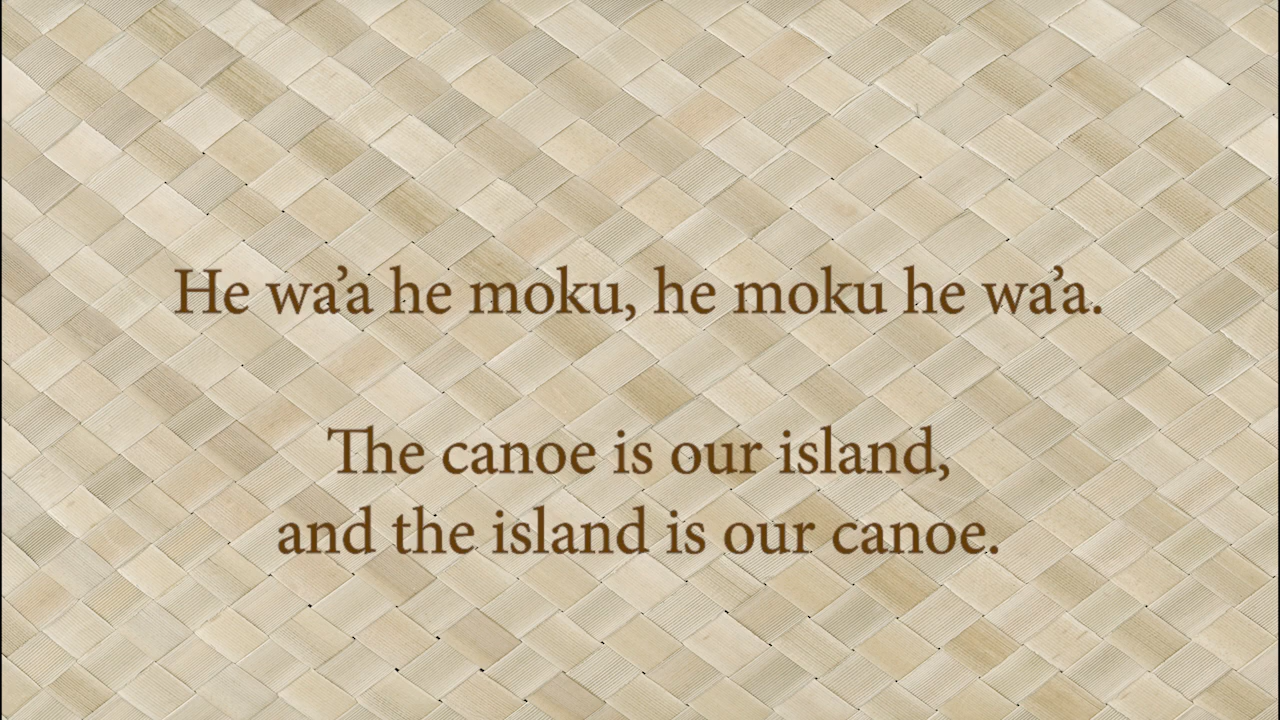 He wa’a he moku, he moku he wa’a.
The canoe is our island,
and the island is our canoe.